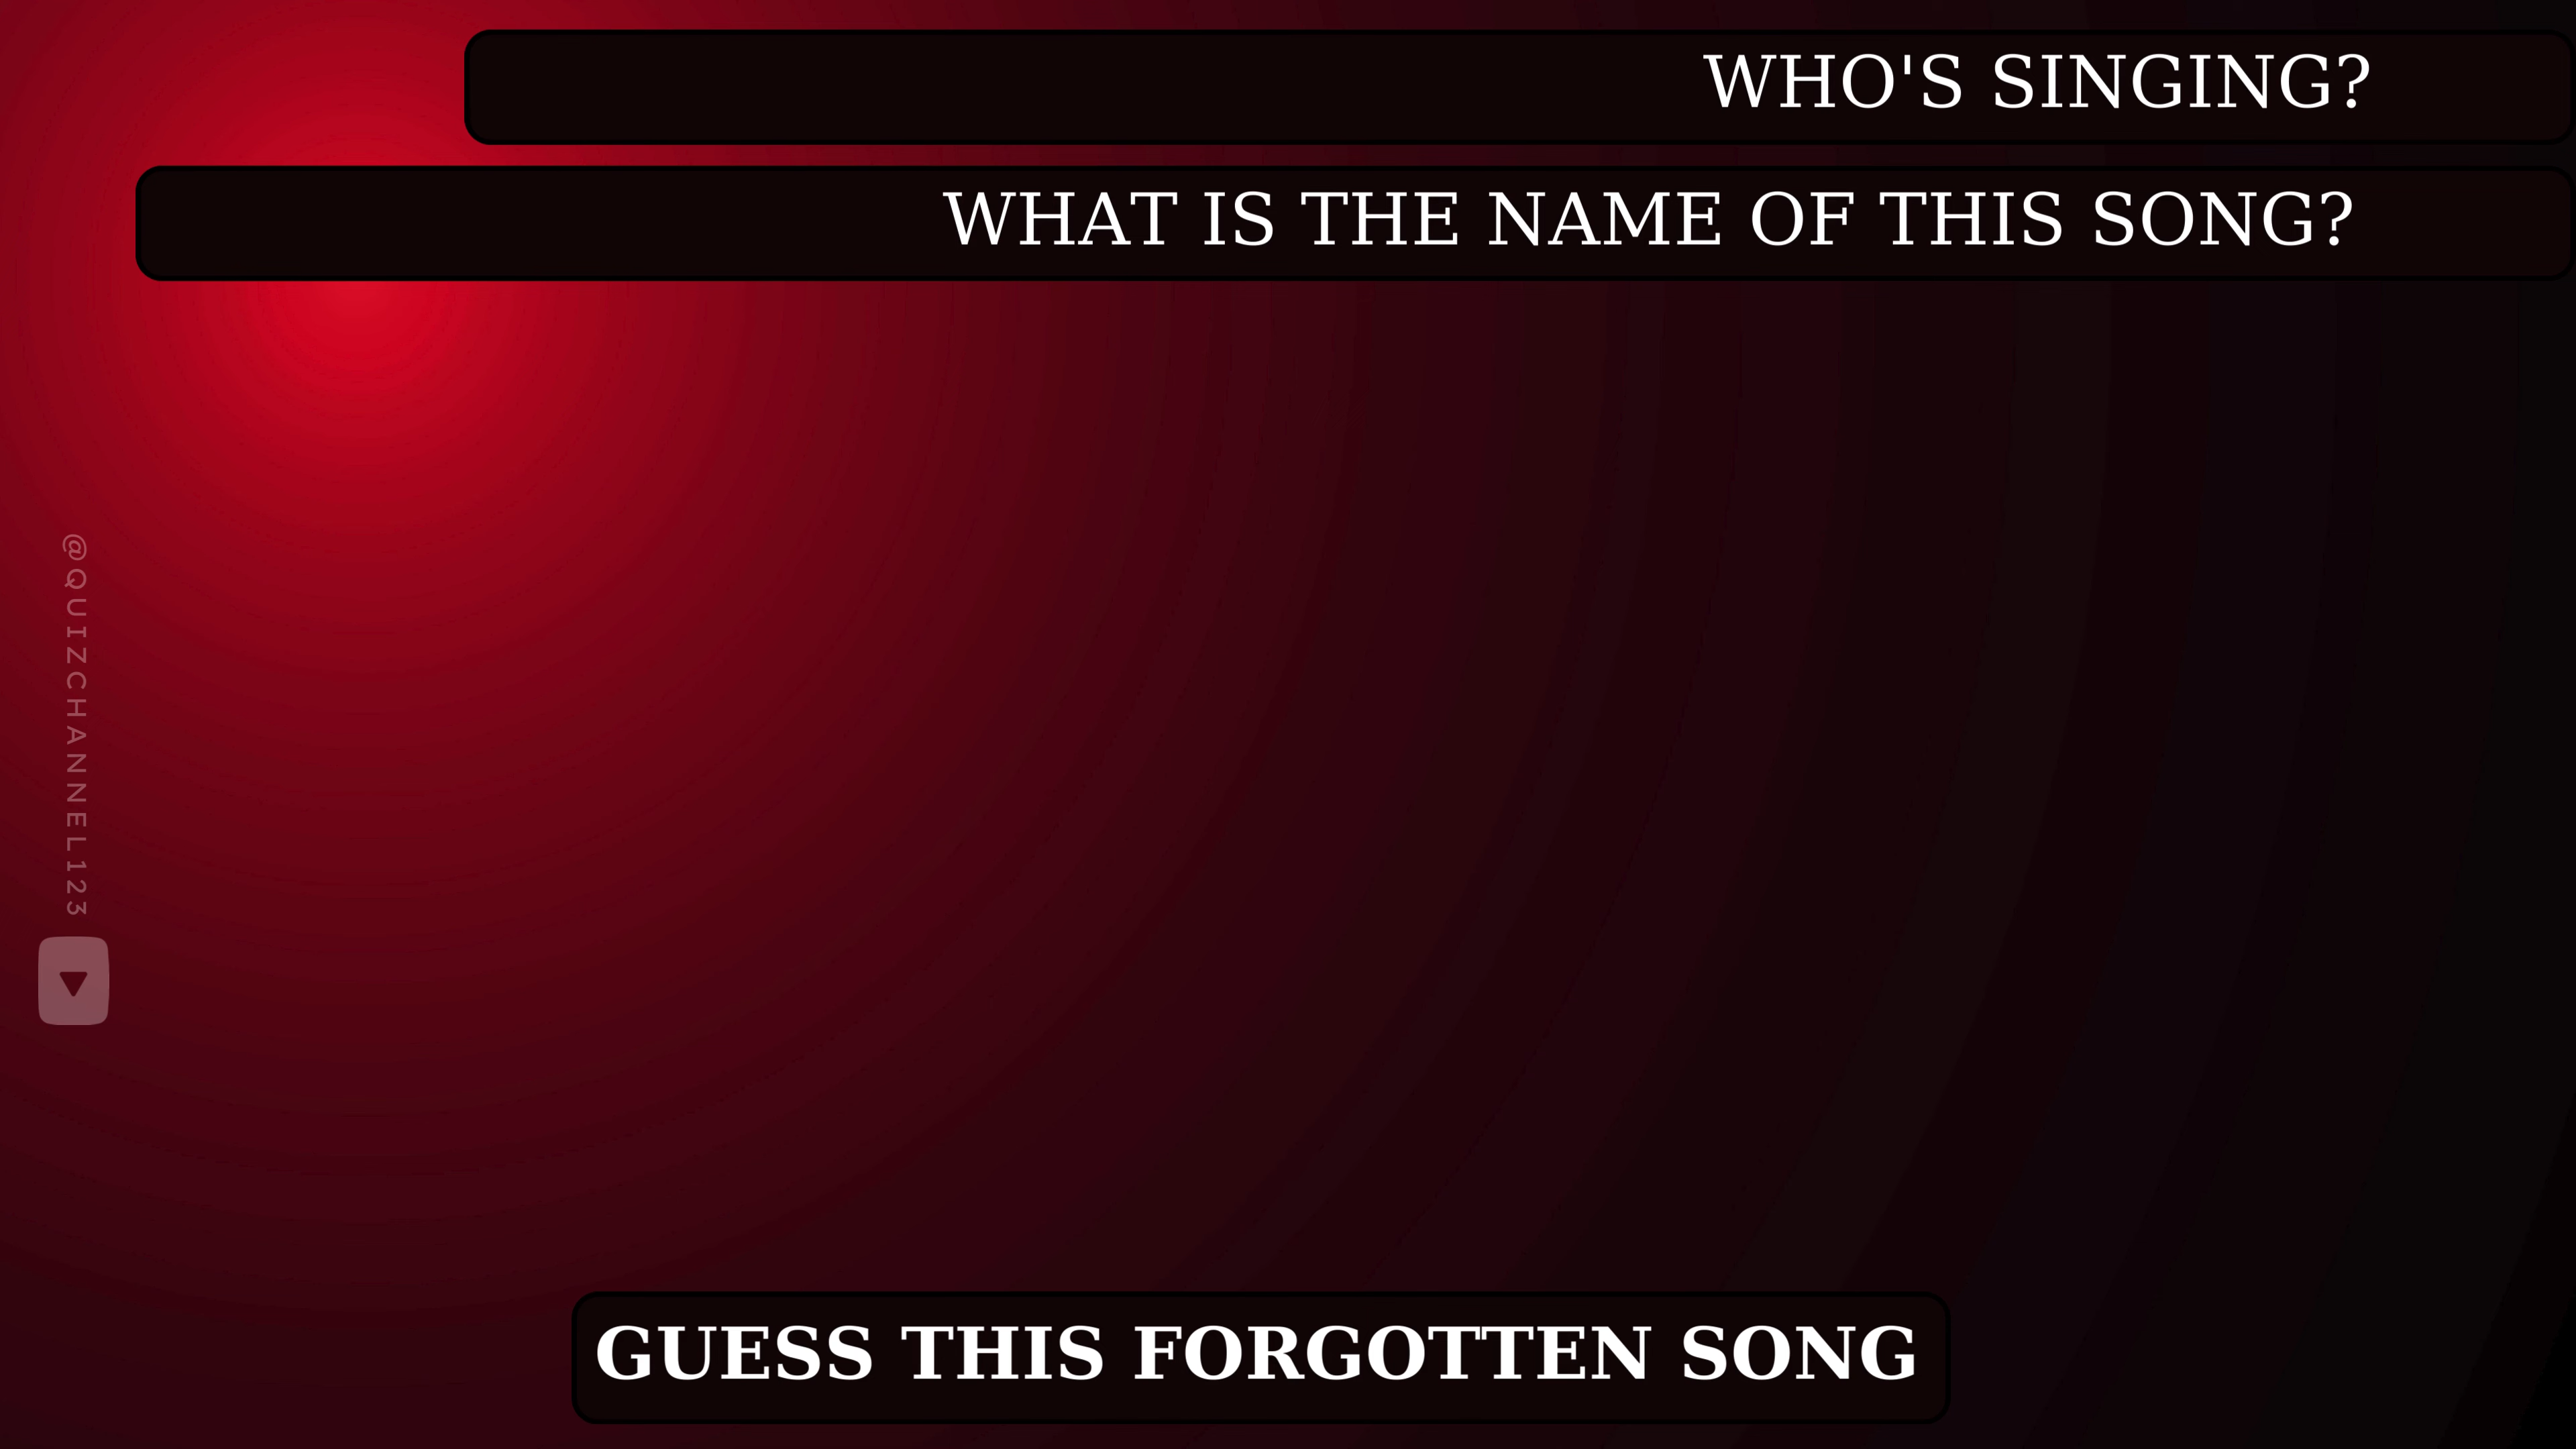 WHO'S SINGING?
WHAT IS THE NAME OF THIS SONG?
@QUIZCHANNEL123
GUESS THIS FORGOTTEN SONG